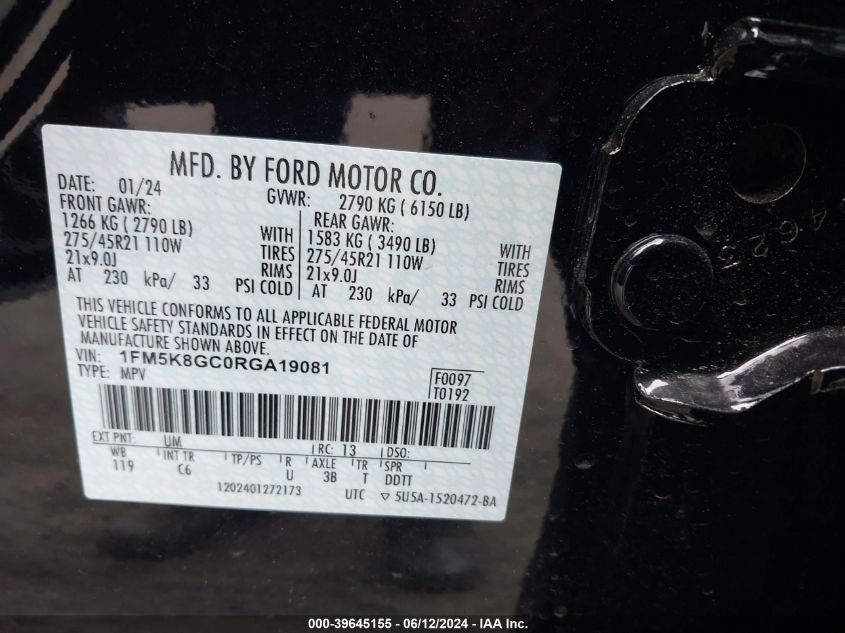 MFD. BY FORD MOTOR CO.
DATE: 01/24 GVWR: 2790 KG ( 6150 LB)
FRONT GAWR: REAR GAWR:
1266 KG ( 2790 LB) WITH 1583 KG ( 3490 LB) WITH
275/45R21 110W TIRES 275/45R21 110W TIRES
21x9.0J RIMS 21x9.0J RIMS
AT 230 kPa/ 33 PSI COLD AT 230 kPa/ 33 PSI COLD
THIS VEHICLE CONFORMS TO ALL APPLICABLE FEDERAL MOTOR
VEHICLE SAFETY STANDARDS IN EFFECT ON THE DATE OF
MANUFACTURE SHOWN ABOVE.
VIN: 1FM5K8GC0RGA19081
TYPE: MPV
F0097
T0192
EXT PNT: UM RC: 13 DSO:
WB INT TR TP/PS R AXLE TR SPR
119 C6 U 3B T DDTT
1202401272173 UTC ▽ 5U5A-1520472-BA
4625
000-39645155 - 06/12/2024 - IAA Inc.